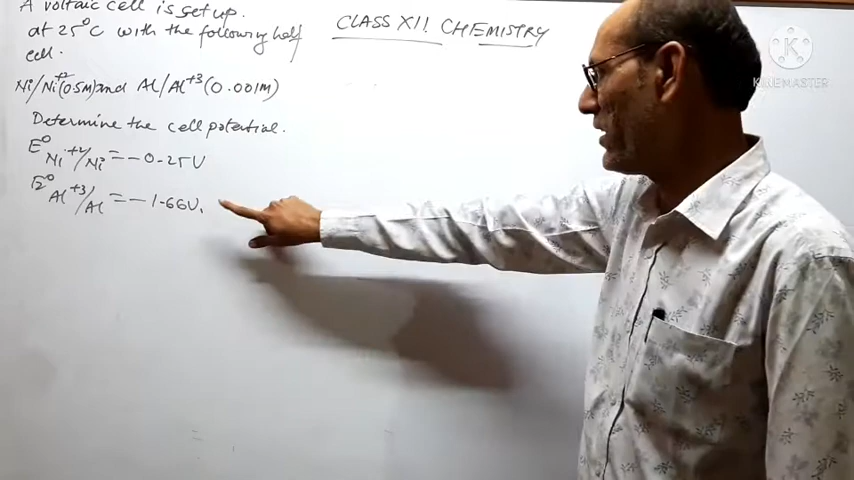 A voltaic cell is set up.
at 25°C with the following half
cell.
Ni/Ni+2(0.5M) and Al/Al+3(0.001M)
Determine the cell potential.
E° Ni+2/Ni = -0.25V
E° Al+3/Al = -1.66V.
CLASS XII. CHEMISTRY
KINEMASTER